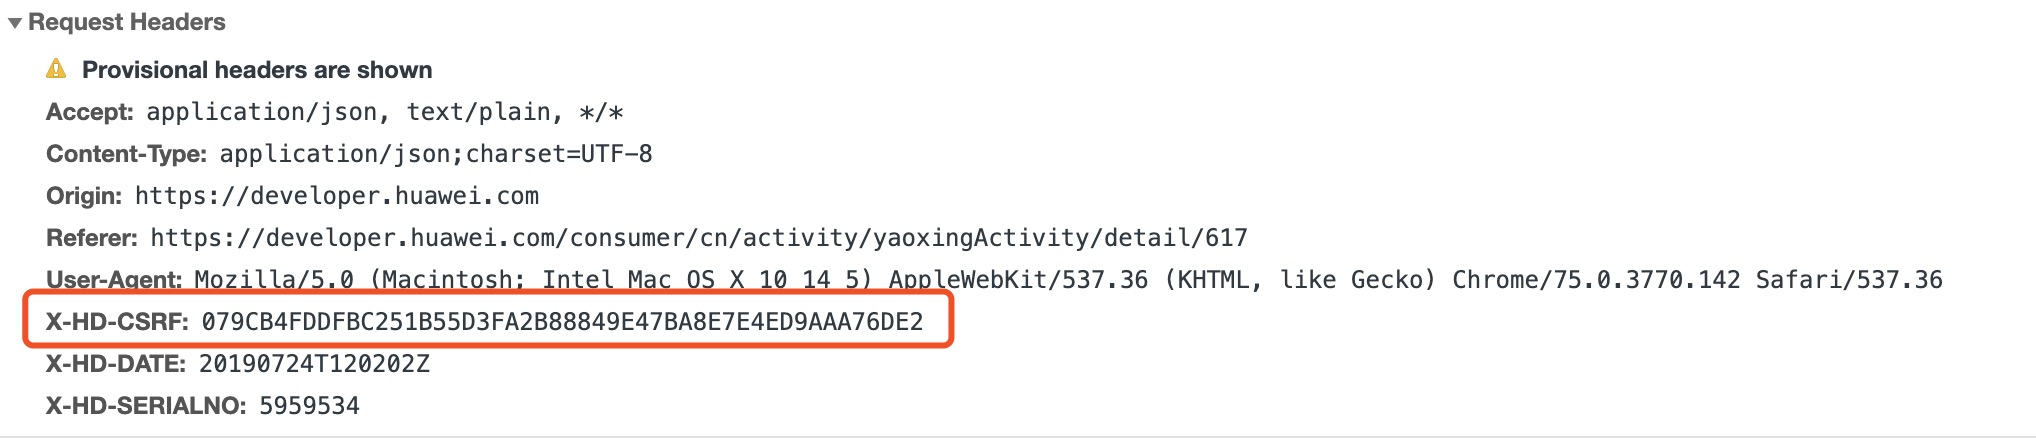 Request Headers
Provisional headers are shown
Accept: application/json, text/plain, */*
Content-Type: application/json;charset=UTF-8
Origin: https://developer.huawei.com
Referer: https://developer.huawei.com/consumer/cn/activity/yaoxingActivity/detail/617
User-Agent: Mozilla/5.0 (Macintosh; Intel Mac OS X 10_14_5) AppleWebKit/537.36 (KHTML, like Gecko) Chrome/75.0.3770.142 Safari/537.36
X-HD-CSRF: 079CB4FDDFBC251B55D3FA2B88849E47BA8E7E4ED9AAA76DE2
X-HD-DATE: 20190724T120202Z
X-HD-SERIALNO: 5959534